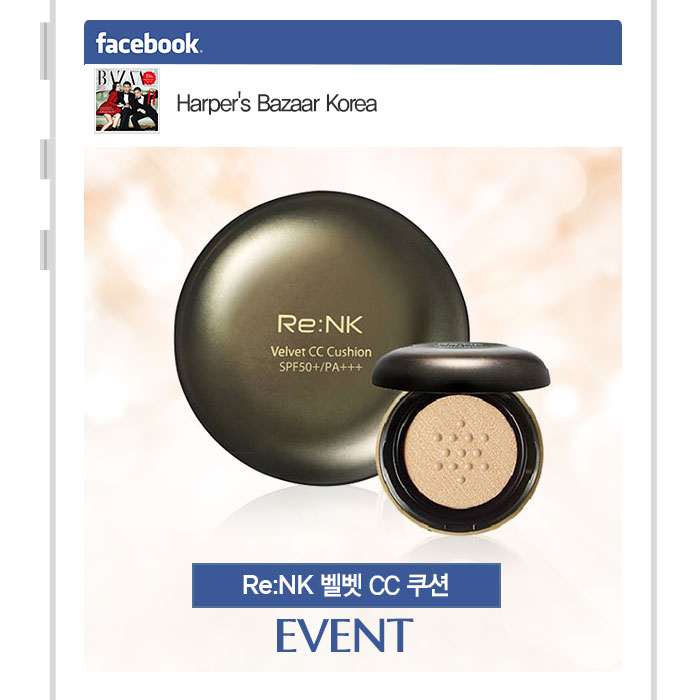 facebook
BAZAAR
Harper's Bazaar Korea
Re:NK
Velvet CC Cushion
SPF50+/PA+++
Re:NK 벨벳 CC 쿠션
EVENT